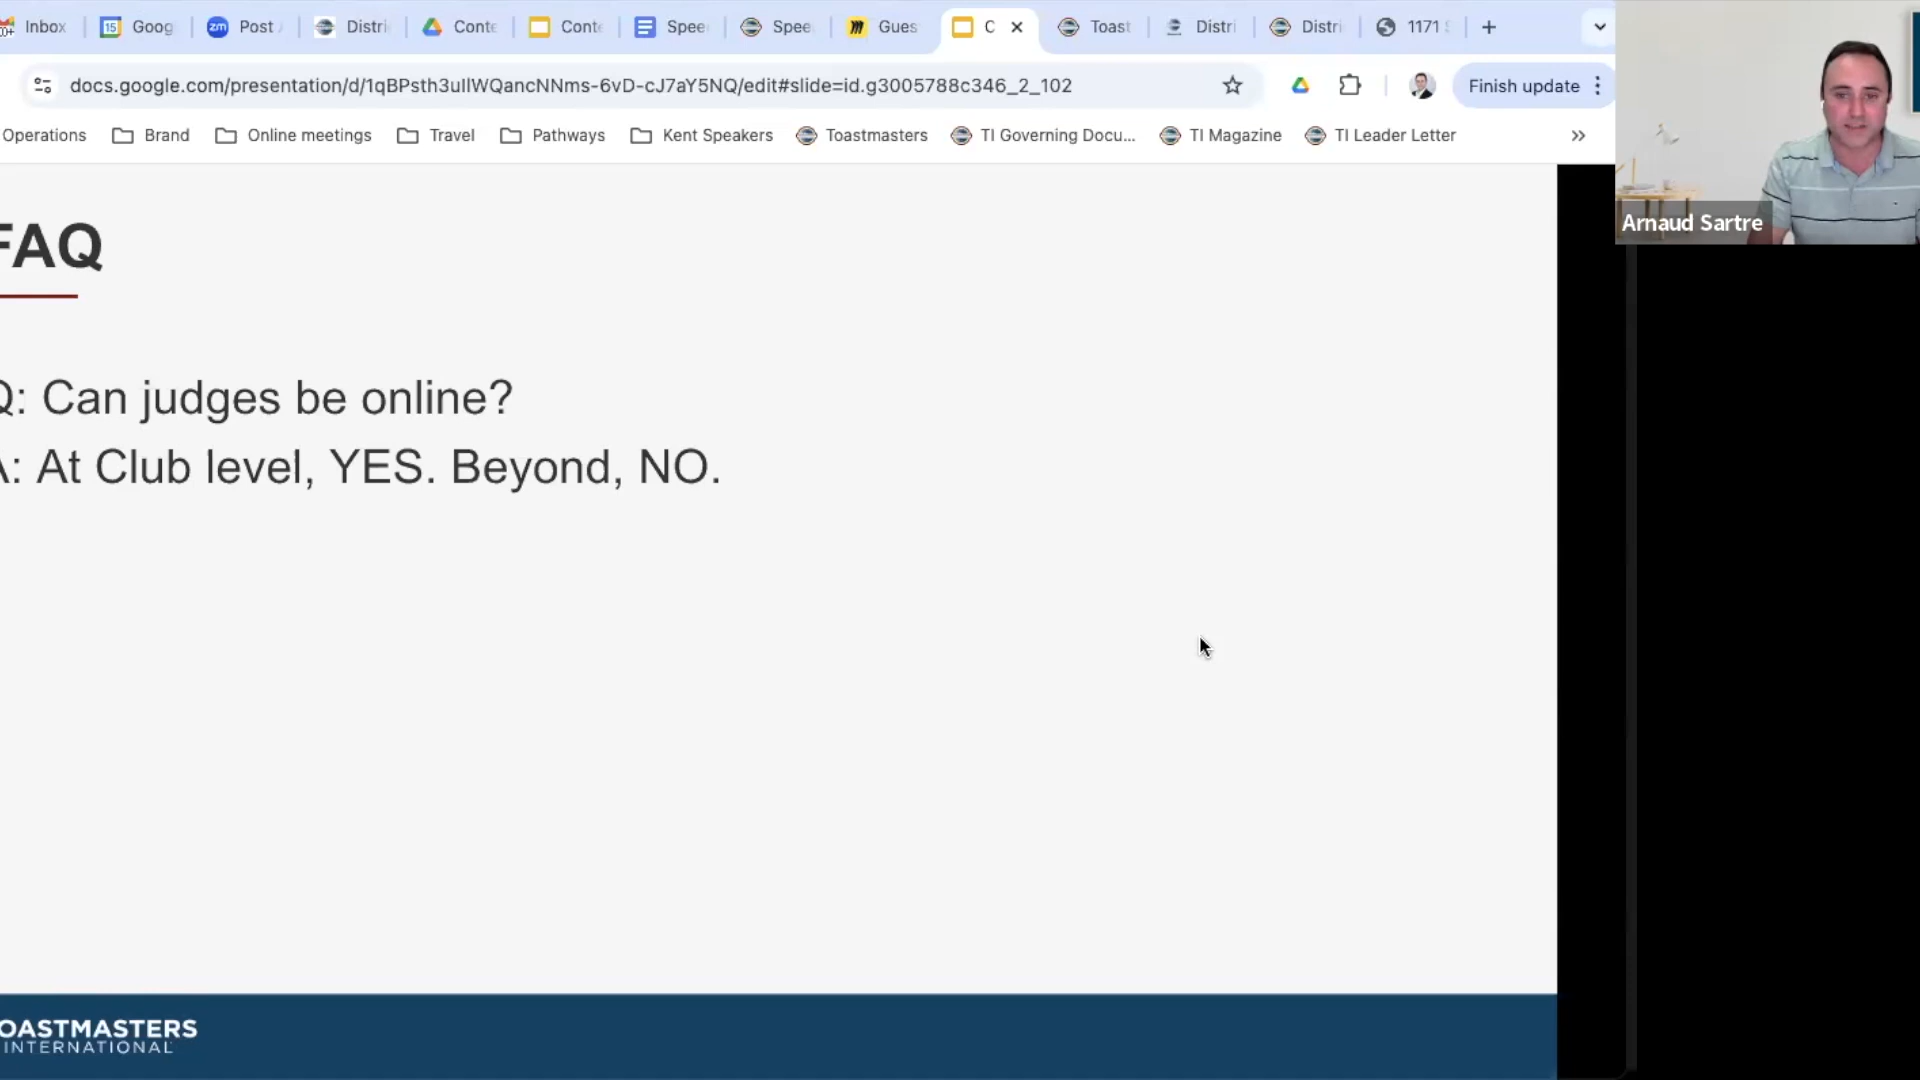 Inbox
15
Goog
zm
Post
Distri
Conte
Conte
Spee
Spee
Gues
C
Toast
Distri
Distri
1171
docs.google.com/presentation/d/1qBPsth3ulIWQancNNms-6vD-cJ7aY5NQ/edit#slide=id.g3005788c346_2_102
Finish update
Operations
Brand
Online meetings
Travel
Pathways
Kent Speakers
Toastmasters
TI Governing Docu...
TI Magazine
TI Leader Letter
»
Arnaud Sartre
FAQ
Q: Can judges be online?
A: At Club level, YES. Beyond, NO.
OASTMASTERS
INTERNATIONAL